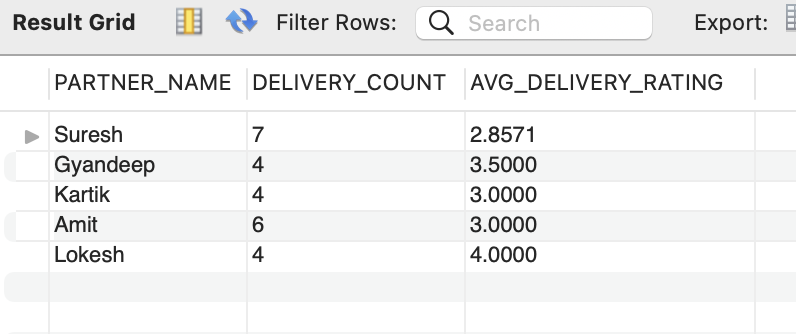 Result Grid Filter Rows: Search Export:
PARTNER_NAME DELIVERY_COUNT AVG_DELIVERY_RATING
Suresh 7 2.8571
Gyandeep 4 3.5000
Kartik 4 3.0000
Amit 6 3.0000
Lokesh 4 4.0000